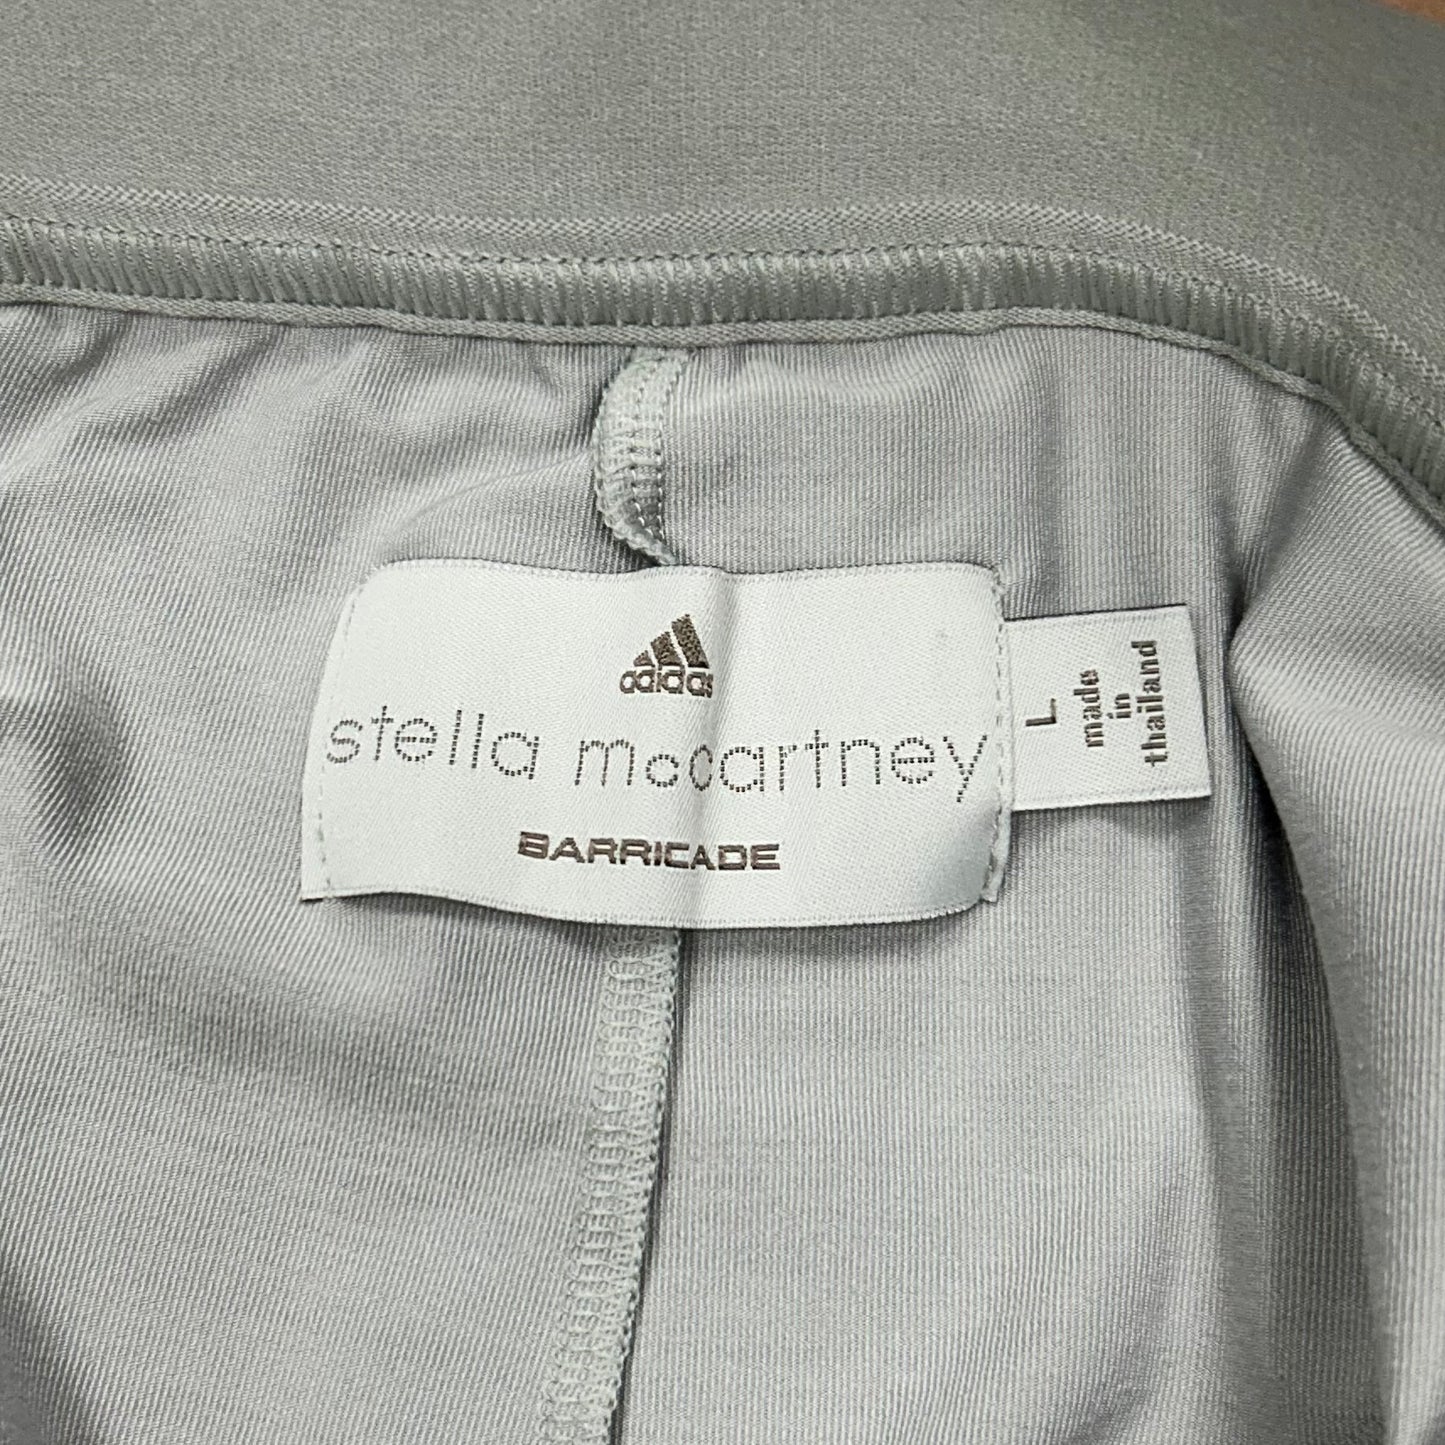 adidas
stella mccartney
BARRICADE
L
made
in
thailand